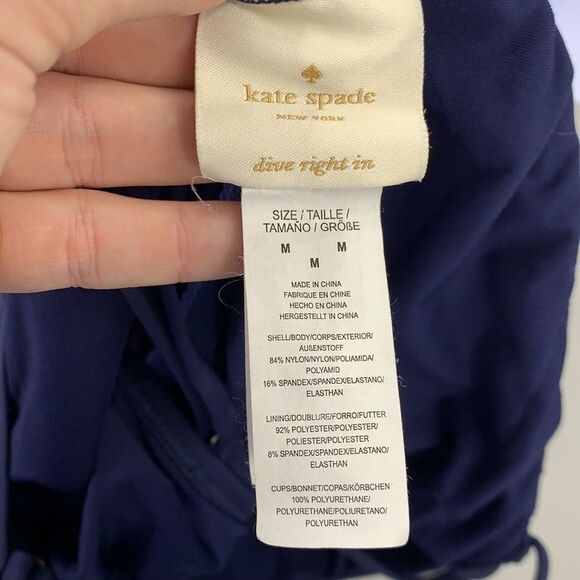 kate spade
NEW YORK
dive right in
SIZE / TAILLE /
TAMAÑO / GRÖßE
M M
M
MADE IN CHINA
FABRIQUE EN CHINE
HECHO EN CHINA
HERGESTELLT IN CHINA
SHELL/BODY/CORPS/EXTERIOR/
AUßENSTOFF
84% NYLON/NYLON/POLIAMIDA/
POLYAMID
16% SPANDEX/SPANDEX/ELASTANO/
ELASTHAN
LINING/DOUBLURE/FORRO/FUTTER
92% POLYESTER/POLYESTER/
POLIESTER/POLYESTER
8% SPANDEX/SPANDEX/ELASTANO/
ELASTHAN
CUPS/BONNET/COPAS/KÖRBCHEN
100% POLYURETHANE/
POLYURETHANE/POLIURETANO/
POLYURETHAN